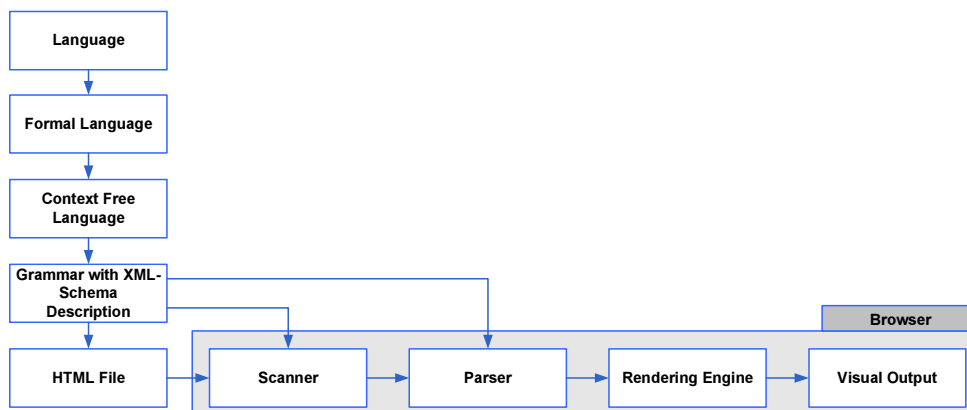 Language
Formal Language
Context Free
Language
Grammar with XML-
Schema
Description
Browser
HTML File
Scanner
Parser
Rendering Engine
Visual Output